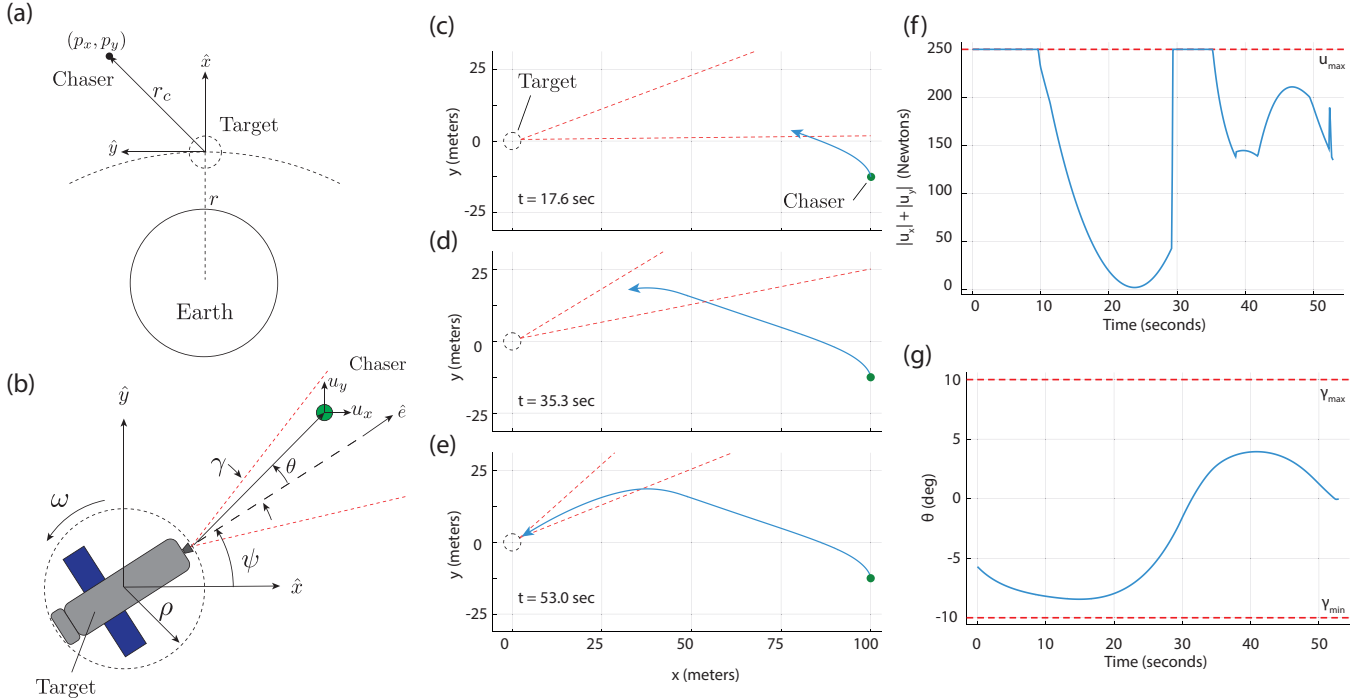 (a)
(pₓ, p_y)
Chaser
r_c
x̂
Target
ŷ
r
Earth
(b)
ŷ
Chaser
u_y
u_x
ê
γ
θ
ω
ψ
x̂
ρ
Target
(c)
25
0
-25
y (meters)
Target
Chaser
t = 17.6 sec
(d)
25
0
-25
y (meters)
t = 35.3 sec
(e)
25
0
-25
y (meters)
t = 53.0 sec
0 25 50 75 100
x (meters)
(f)
250
200
150
100
50
0
|u_x| + |u_y| (Newtons)
u_max
0 10 20 30 40 50
Time (seconds)
(g)
10
5
0
-5
-10
θ (deg)
γ_max
γ_min
0 10 20 30 40 50
Time (seconds)